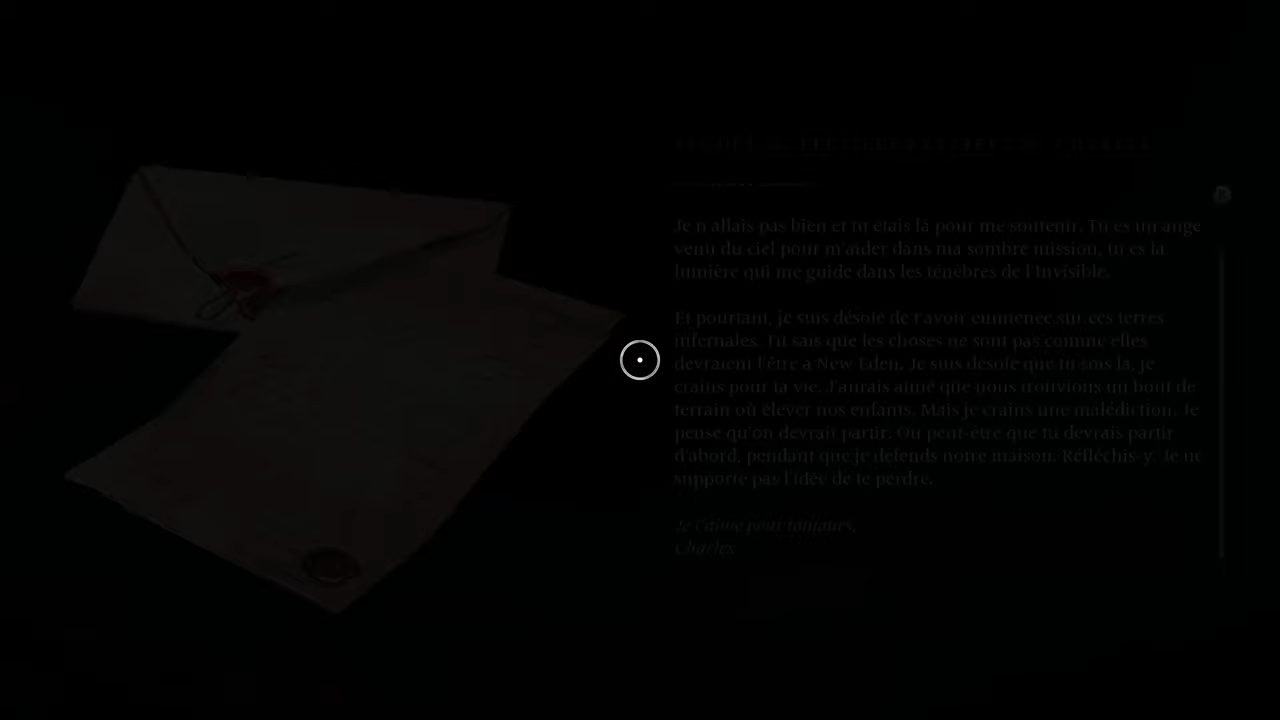 Je n'allais pas bien et tu étais là pour me soutenir. Tu es un ange
venu du ciel pour m'aider dans ma sombre mission, tu es la
lumière qui me guide dans les ténèbres de l'Invisible.
Et pourtant, je suis désolé de t'avoir emmenée sur ces terres
infernales. Tu sais que les choses ne sont pas comme elles
devraient l'être à New Eden. Je suis désolé que tu sois là, je
crains pour ta vie. J'aurais aimé que nous trouvions un bout de
terrain où élever nos enfants. Mais je crains une malédiction. Je
pense qu'on devrait partir. Ou peut-être que tu devrais partir
d'abord, pendant que je défends notre maison. Réfléchis-y. Je ne
supporte pas l'idée de te perdre.
Je t'aime pour toujours,
Charles